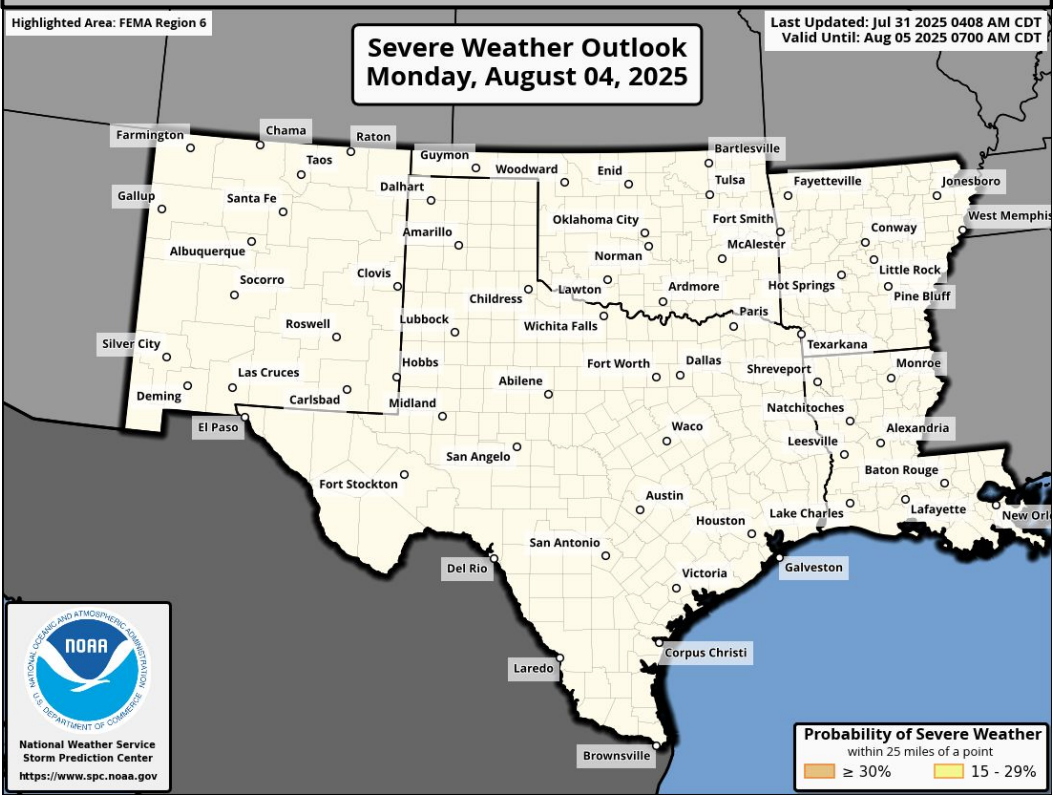 Highlighted Area: FEMA Region 6
Last Updated: Jul 31 2025 0408 AM CDT
Valid Until: Aug 05 2025 0700 AM CDT
Severe Weather Outlook
Monday, August 04, 2025
Farmington
Chama
Raton
Taos
Guymon
Woodward
Enid
Bartlesville
Tulsa
Fayetteville
Jonesboro
Gallup
Santa Fe
Dalhart
Oklahoma City
Fort Smith
West Memphis
Albuquerque
Amarillo
Norman
McAlester
Conway
Socorro
Clovis
Childress
Lawton
Ardmore
Hot Springs
Little Rock
Pine Bluff
Roswell
Lubbock
Wichita Falls
Paris
Silver City
Texarkana
Las Cruces
Hobbs
Fort Worth
Dallas
Shreveport
Monroe
Deming
Carlsbad
Midland
Abilene
Natchitoches
El Paso
Waco
Leesville
Alexandria
San Angelo
Fort Stockton
Baton Rouge
Austin
Lake Charles
Lafayette
New Orl
Houston
San Antonio
Del Rio
Galveston
Victoria
Corpus Christi
Laredo
Brownsville
NATIONAL OCEANIC AND ATMOSPHERIC ADMINISTRATION
NOAA
U.S. DEPARTMENT OF COMMERCE
National Weather Service
Storm Prediction Center
https://www.spc.noaa.gov
Probability of Severe Weather
within 25 miles of a point
≥ 30%
15 - 29%